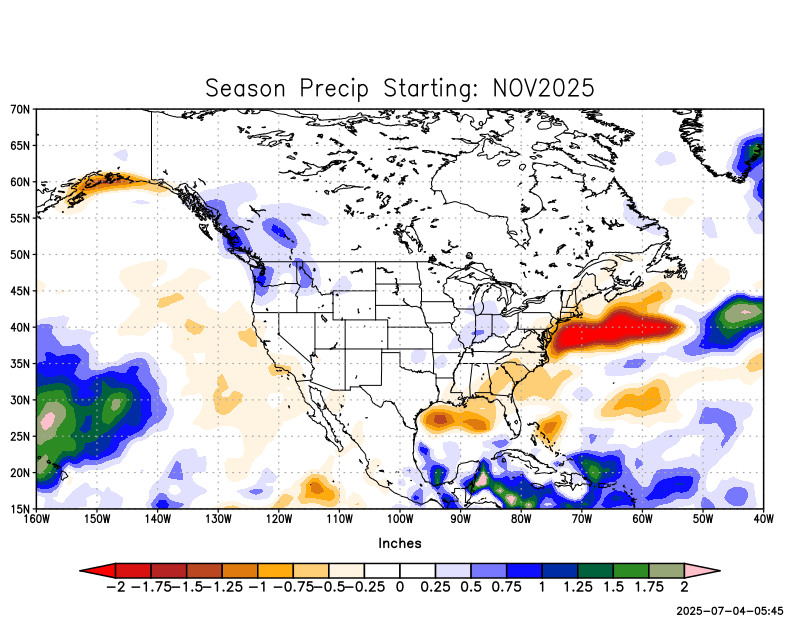 Season Precip Starting: NOV2025
70N
65N
60N
55N
50N
45N
40N
35N
30N
25N
20N
15N
160W 150W 140W 130W 120W 110W 100W 90W 80W 70W 60W 50W 40W
Inches
-2 -1.75 -1.5 -1.25 -1 -0.75 -0.5 -0.25 0 0.25 0.5 0.75 1 1.25 1.5 1.75 2
2025-07-04-05:45